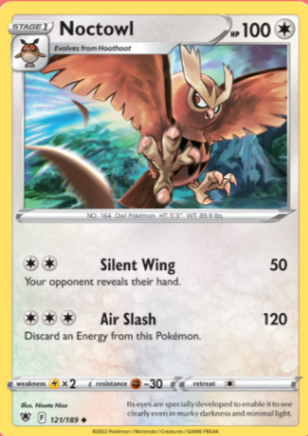 STAGE 1
Noctowl
HP 100
Evolves from Hoothoot
NO. 164 Owl Pokémon HT: 5'3" WT: 89.9 lbs.
Silent Wing 50
Your opponent reveals their hand.
Air Slash 120
Discard an Energy from this Pokémon.
weakness ×2 resistance -30 retreat
Illus. Nisota Niso
F 121/189
Its eyes are specially developed to enable it to see
clearly even in murky darkness and minimal light.
©2022 Pokémon / Nintendo / Creatures / GAME FREAK